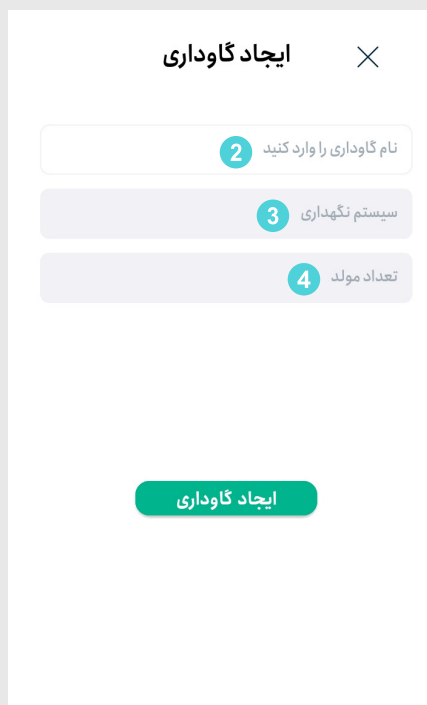 ایجاد گاوداری
نام گاوداری را وارد کنید 2
سیستم نگهداری 3
تعداد مولد 4
ایجاد گاوداری